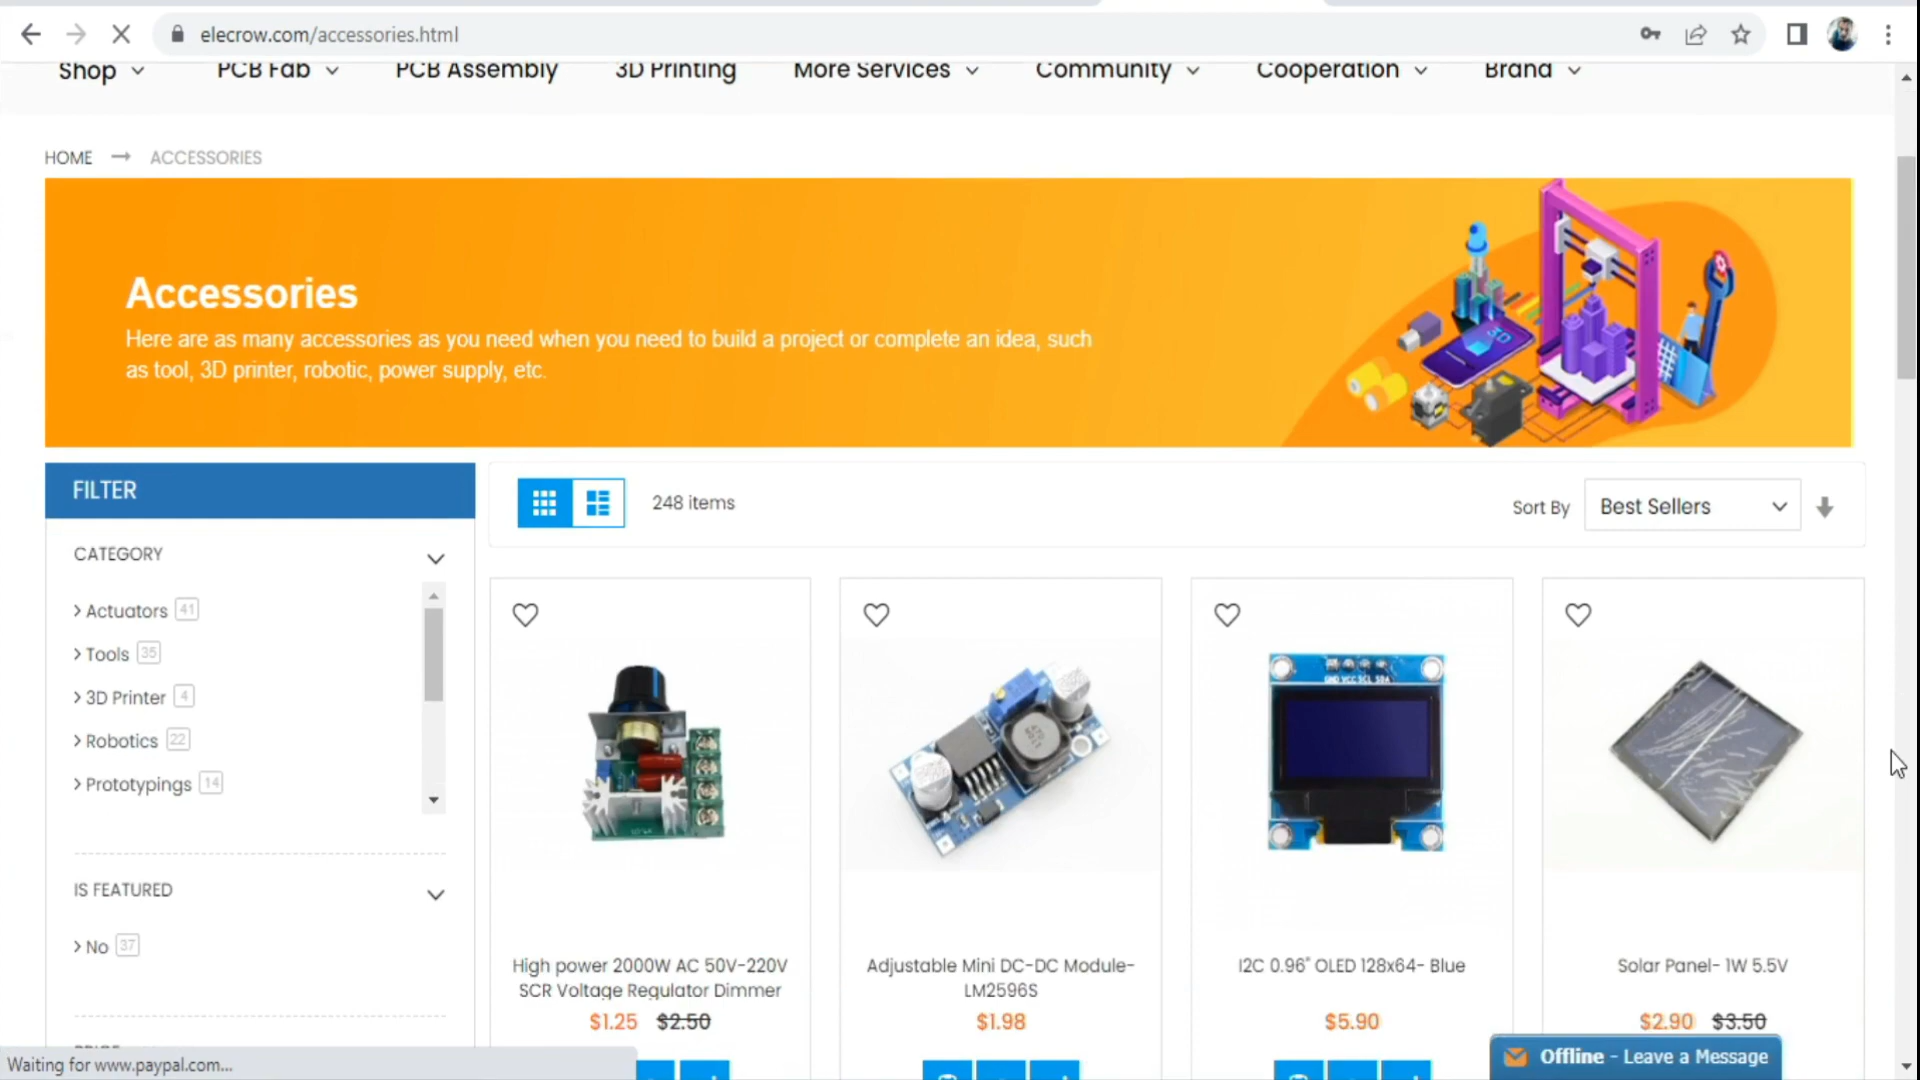 elecrow.com/accessories.html
Shop PCB Fab PCB Assembly 3D Printing More Services Community Cooperation Brand
HOME → ACCESSORIES
Accessories
Here are as many accessories as you need when you need to build a project or complete an idea, such
as tool, 3D printer, robotic, power supply, etc.
FILTER
248 items
Sort By Best Sellers
CATEGORY
Actuators 41
Tools 35
3D Printer 4
Robotics 22
Prototypings 14
IS FEATURED
No 37
GND VCC SCL SDA
High power 2000W AC 50V-220V
SCR Voltage Regulator Dimmer
$1.25 $2.50
Adjustable Mini DC-DC Module-
LM2596S
$1.98
I2C 0.96" OLED 128x64- Blue
$5.90
Solar Panel- 1W 5.5V
$2.90 $3.50
Offline - Leave a Message
Waiting for www.paypal.com...